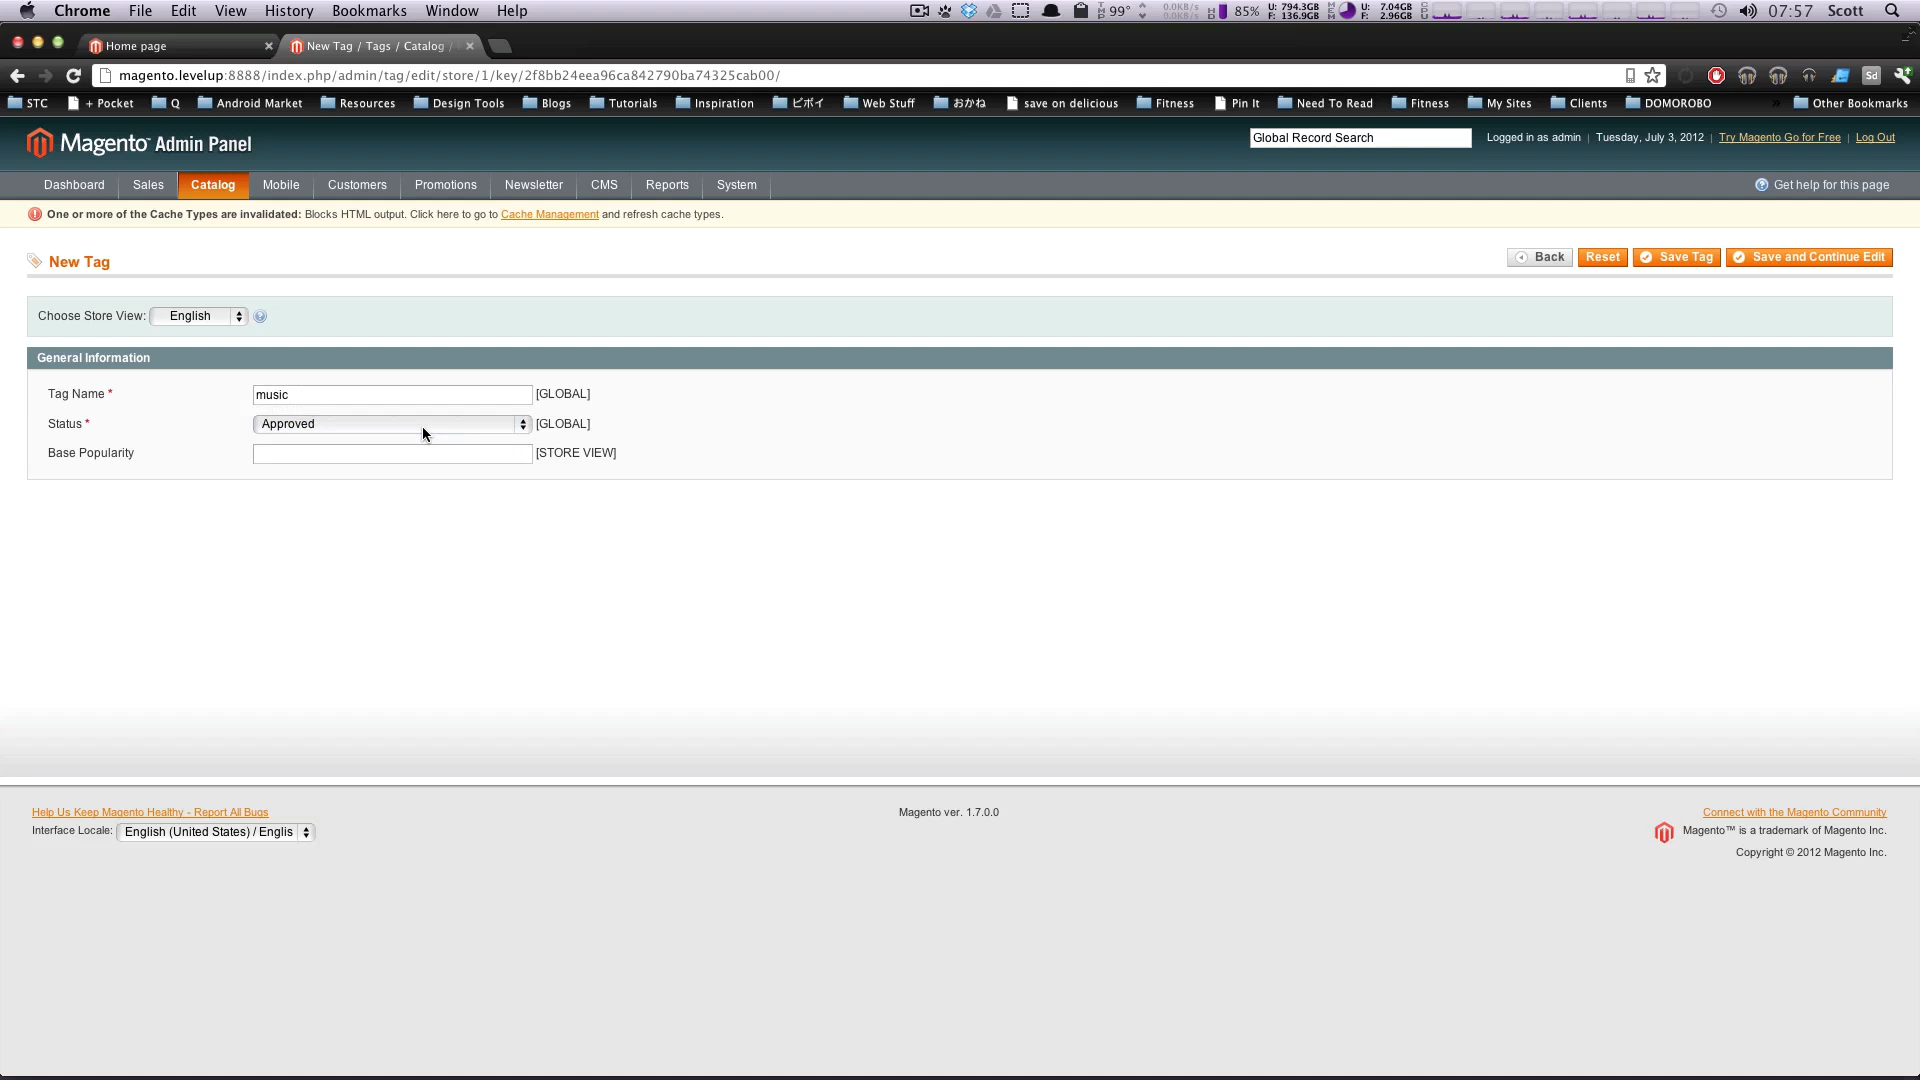 Chrome File Edit View History Bookmarks Window Help 99° 0.0KB/s 0.0KB/s 85% U: 794.3GB F: 136.9GB U: 7.04GB F: 2.96GB 07:57 Scott
Home page New Tag / Tags / Catalog /
magento.levelup:8888/index.php/admin/tag/edit/store/1/key/2f8bb24eea96ca842790ba74325cab00/ Sd
STC + Pocket Q Android Market Resources Design Tools Blogs Tutorials Inspiration ビボイ Web Stuff おかね save on delicious Fitness Pin It Need To Read Fitness My Sites Clients DOMOROBO » Other Bookmarks
Magento™ Admin Panel Global Record Search Logged in as admin | Tuesday, July 3, 2012 | Try Magento Go for Free | Log Out
Dashboard Sales Catalog Mobile Customers Promotions Newsletter CMS Reports System Get help for this page
One or more of the Cache Types are invalidated: Blocks HTML output. Click here to go to Cache Management and refresh cache types.
New Tag Back Reset Save Tag Save and Continue Edit
Choose Store View: English
General Information
Tag Name * music [GLOBAL]
Status * Approved [GLOBAL]
Base Popularity [STORE VIEW]
Help Us Keep Magento Healthy - Report All Bugs Magento ver. 1.7.0.0 Connect with the Magento Community
Interface Locale: English (United States) / Englis Magento™ is a trademark of Magento Inc.
Copyright © 2012 Magento Inc.